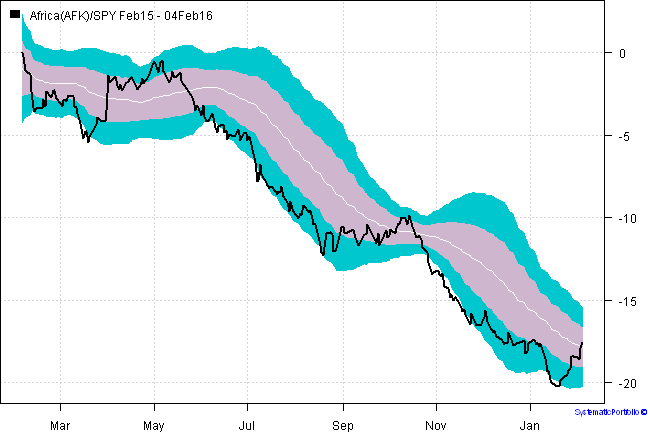 Africa(AFK)/SPY Feb15 - 04Feb16
0
-5
-10
-15
-20
SystematicPortfolio ©
Mar May Jul Sep Nov Jan